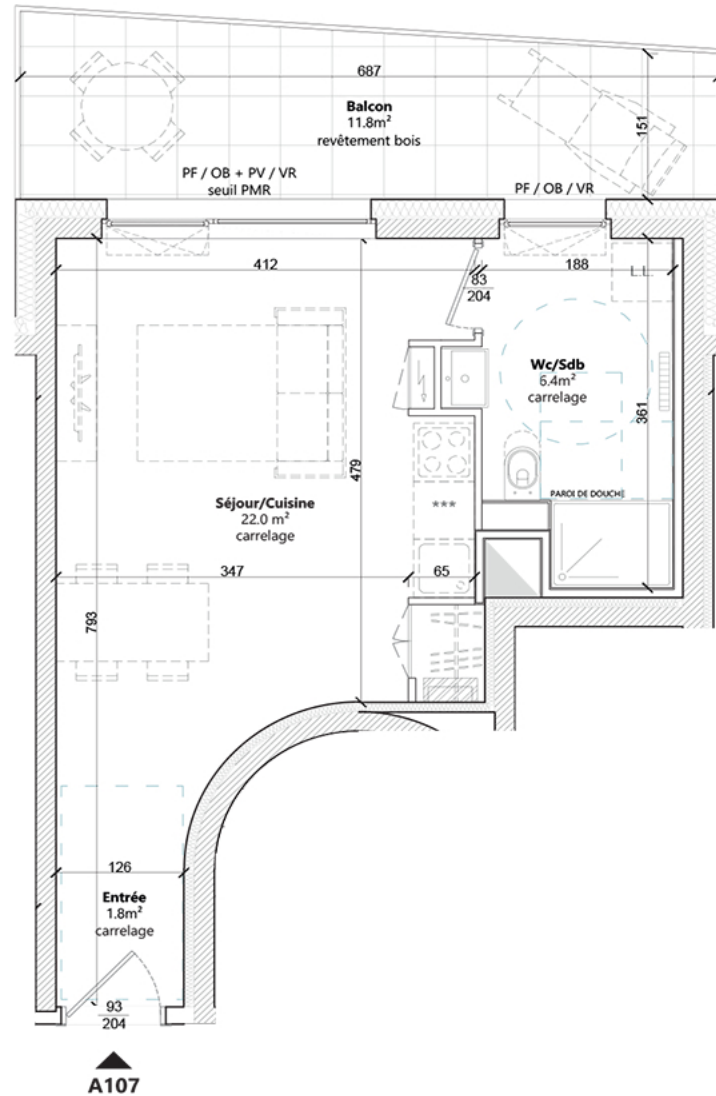 687
Balcon
11.8m²
revêtement bois
151
PF / OB + PV / VR
seuil PMR
PF / OB / VR
412
83
204
188
L.L.
Wc/Sdb
6.4m²
carrelage
361
479
PAROI DE DOUCHE
Séjour/Cuisine
22.0 m²
carrelage
***
347
65
793
126
Entrée
1.8m²
carrelage
93
204
A107